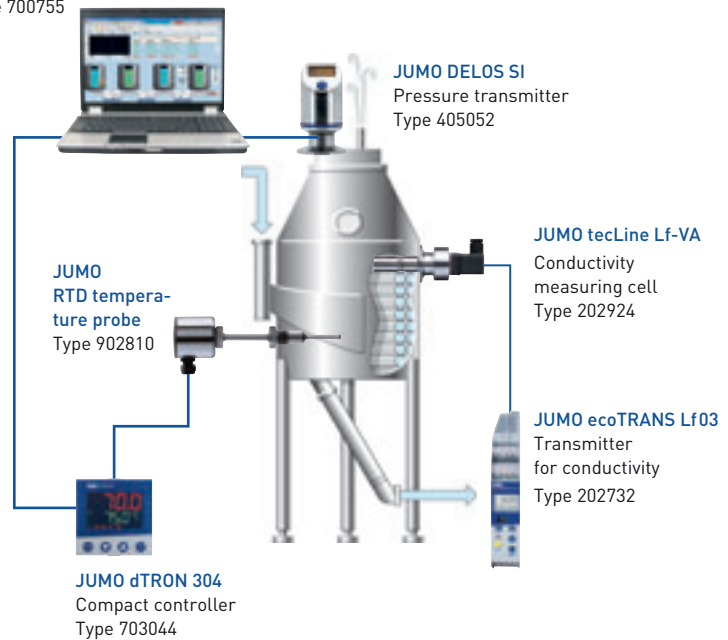 700755
JUMO DELOS SI
Pressure transmitter
Type 405052
JUMO tecLine Lf-VA
Conductivity
measuring cell
Type 202924
JUMO
RTD tempera-
ture probe
Type 902810
JUMO ecoTRANS Lf 03
Transmitter
for conductivity
Type 202732
JUMO dTRON 304
Compact controller
Type 703044